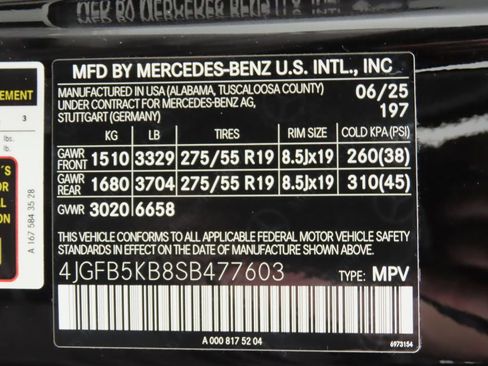 MFD BY MERCEDES-BENZ U.S. INTL., INC
MANUFACTURED IN USA (ALABAMA, TUSCALOOSA COUNTY) 06/25
UNDER CONTRACT FOR MERCEDES-BENZ AG, 197
STUTTGART (GERMANY)
KG LB TIRES RIM SIZE COLD KPA(PSI)
GAWR FRONT 1510 3329 275/55 R19 8.5Jx19 260(38)
GAWR REAR 1680 3704 275/55 R19 8.5Jx19 310(45)
GVWR 3020 6658
THIS VEHICLE CONFORMS TO ALL APPLICABLE FEDERAL MOTOR VEHICLE SAFETY
STANDARDS IN EFFECT ON THE DATE OF MANUFACTURE SHOWN ABOVE.
4JGFB5KB8SB477603 TYPE: MPV
A 000 817 52 04
6973154
EMENT
3
lbs.
lb.
A 167 584 35 28